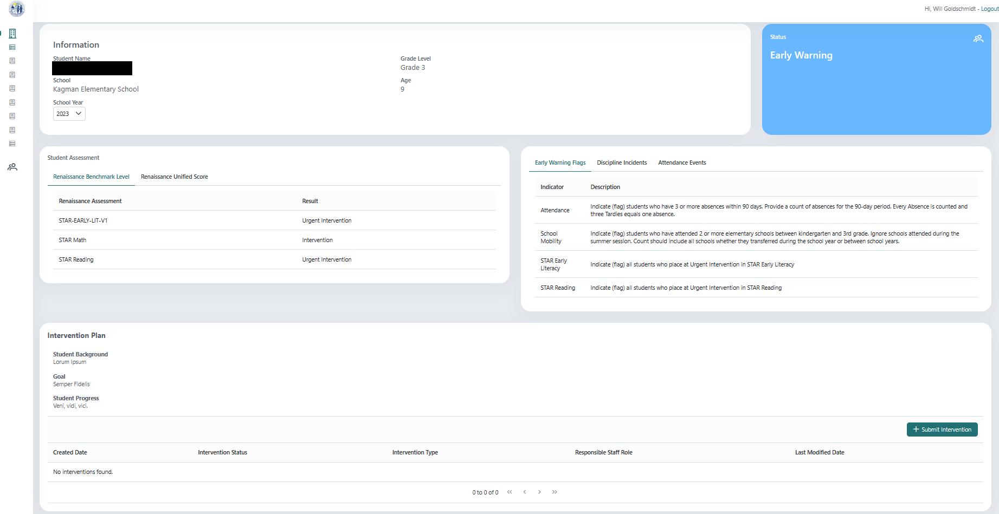 Hi, Will Goldschmidt - Logout
Information
Student Name
Grade Level
Grade 3
School
Kagman Elementary School
Age
9
School Year
2023
Status
Early Warning
Student Assessment
Renaissance Benchmark Level
Renaissance Unified Score
Renaissance Assessment
Result
STAR-EARLY-LIT-V1
Urgent Intervention
STAR Math
Intervention
STAR Reading
Urgent Intervention
Early Warning Flags
Discipline Incidents
Attendance Events
Indicator
Description
Attendance
Indicate (flag) students who have 3 or more absences within 90 days. Provide a count of absences for the 90-day period. Every Absence is counted and
three Tardies equals one absence.
School
Mobility
Indicate (flag) students who have attended 2 or more elementary schools between kindergarten and 3rd grade. Ignore schools attended during the
summer session. Count should include all schools whether they transferred during the school year or between school years.
STAR Early
Literacy
Indicate (flag) all students who place at Urgent Intervention in STAR Early Literacy
STAR Reading
Indicate (flag) all students who place at Urgent Intervention in STAR Reading
Intervention Plan
Student Background
Lorum Ipsum
Goal
Semper Fidelis
Student Progress
Veni, vidi, vici.
Submit Intervention
Created Date
Intervention Status
Intervention Type
Responsible Staff Role
Last Modified Date
No interventions found.
0 to 0 of 0